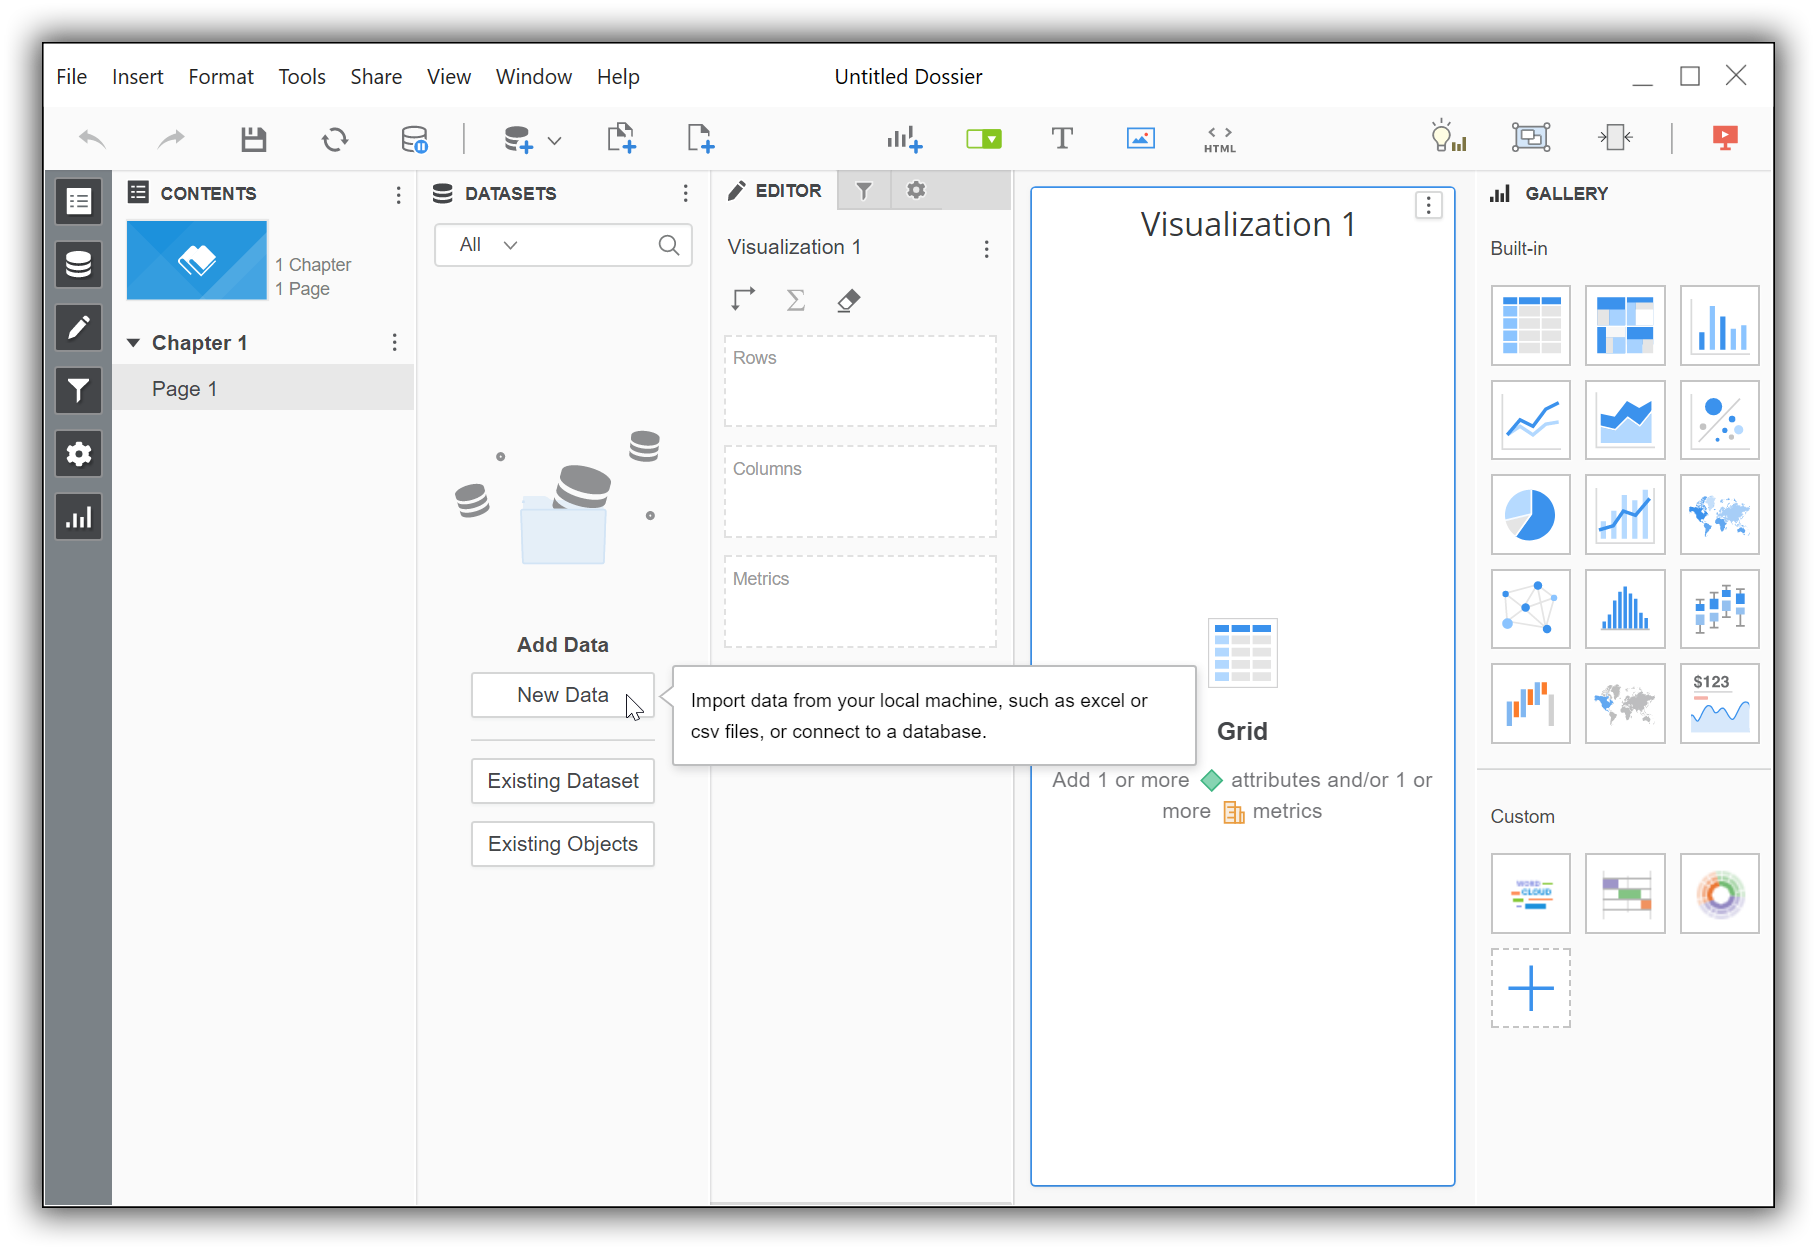 File Insert Format Tools Share View Window Help
Untitled Dossier
HTML
CONTENTS
1 Chapter
1 Page
Chapter 1
Page 1
DATASETS
All
Add Data
New Data
Existing Dataset
Existing Objects
EDITOR
Visualization 1
Rows
Columns
Metrics
Import data from your local machine, such as excel or
csv files, or connect to a database.
Visualization 1
Grid
Add 1 or more attributes and/or 1 or
more metrics
GALLERY
Built-in
$123
Custom
WORD
CLOUD